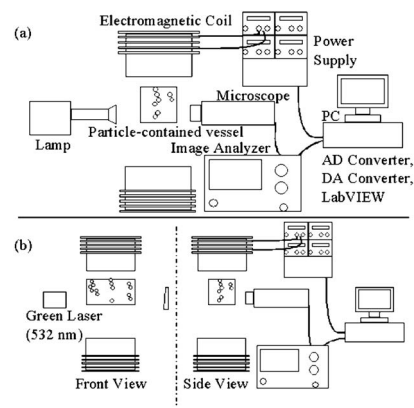 (a)
Electromagnetic Coil
Power
Supply
Microscope
PC
Lamp
Particle-contained vessel
Image Analyzer
AD Converter,
DA Converter,
LabVIEW
(b)
Green Laser
(532 nm)
Front View
Side View